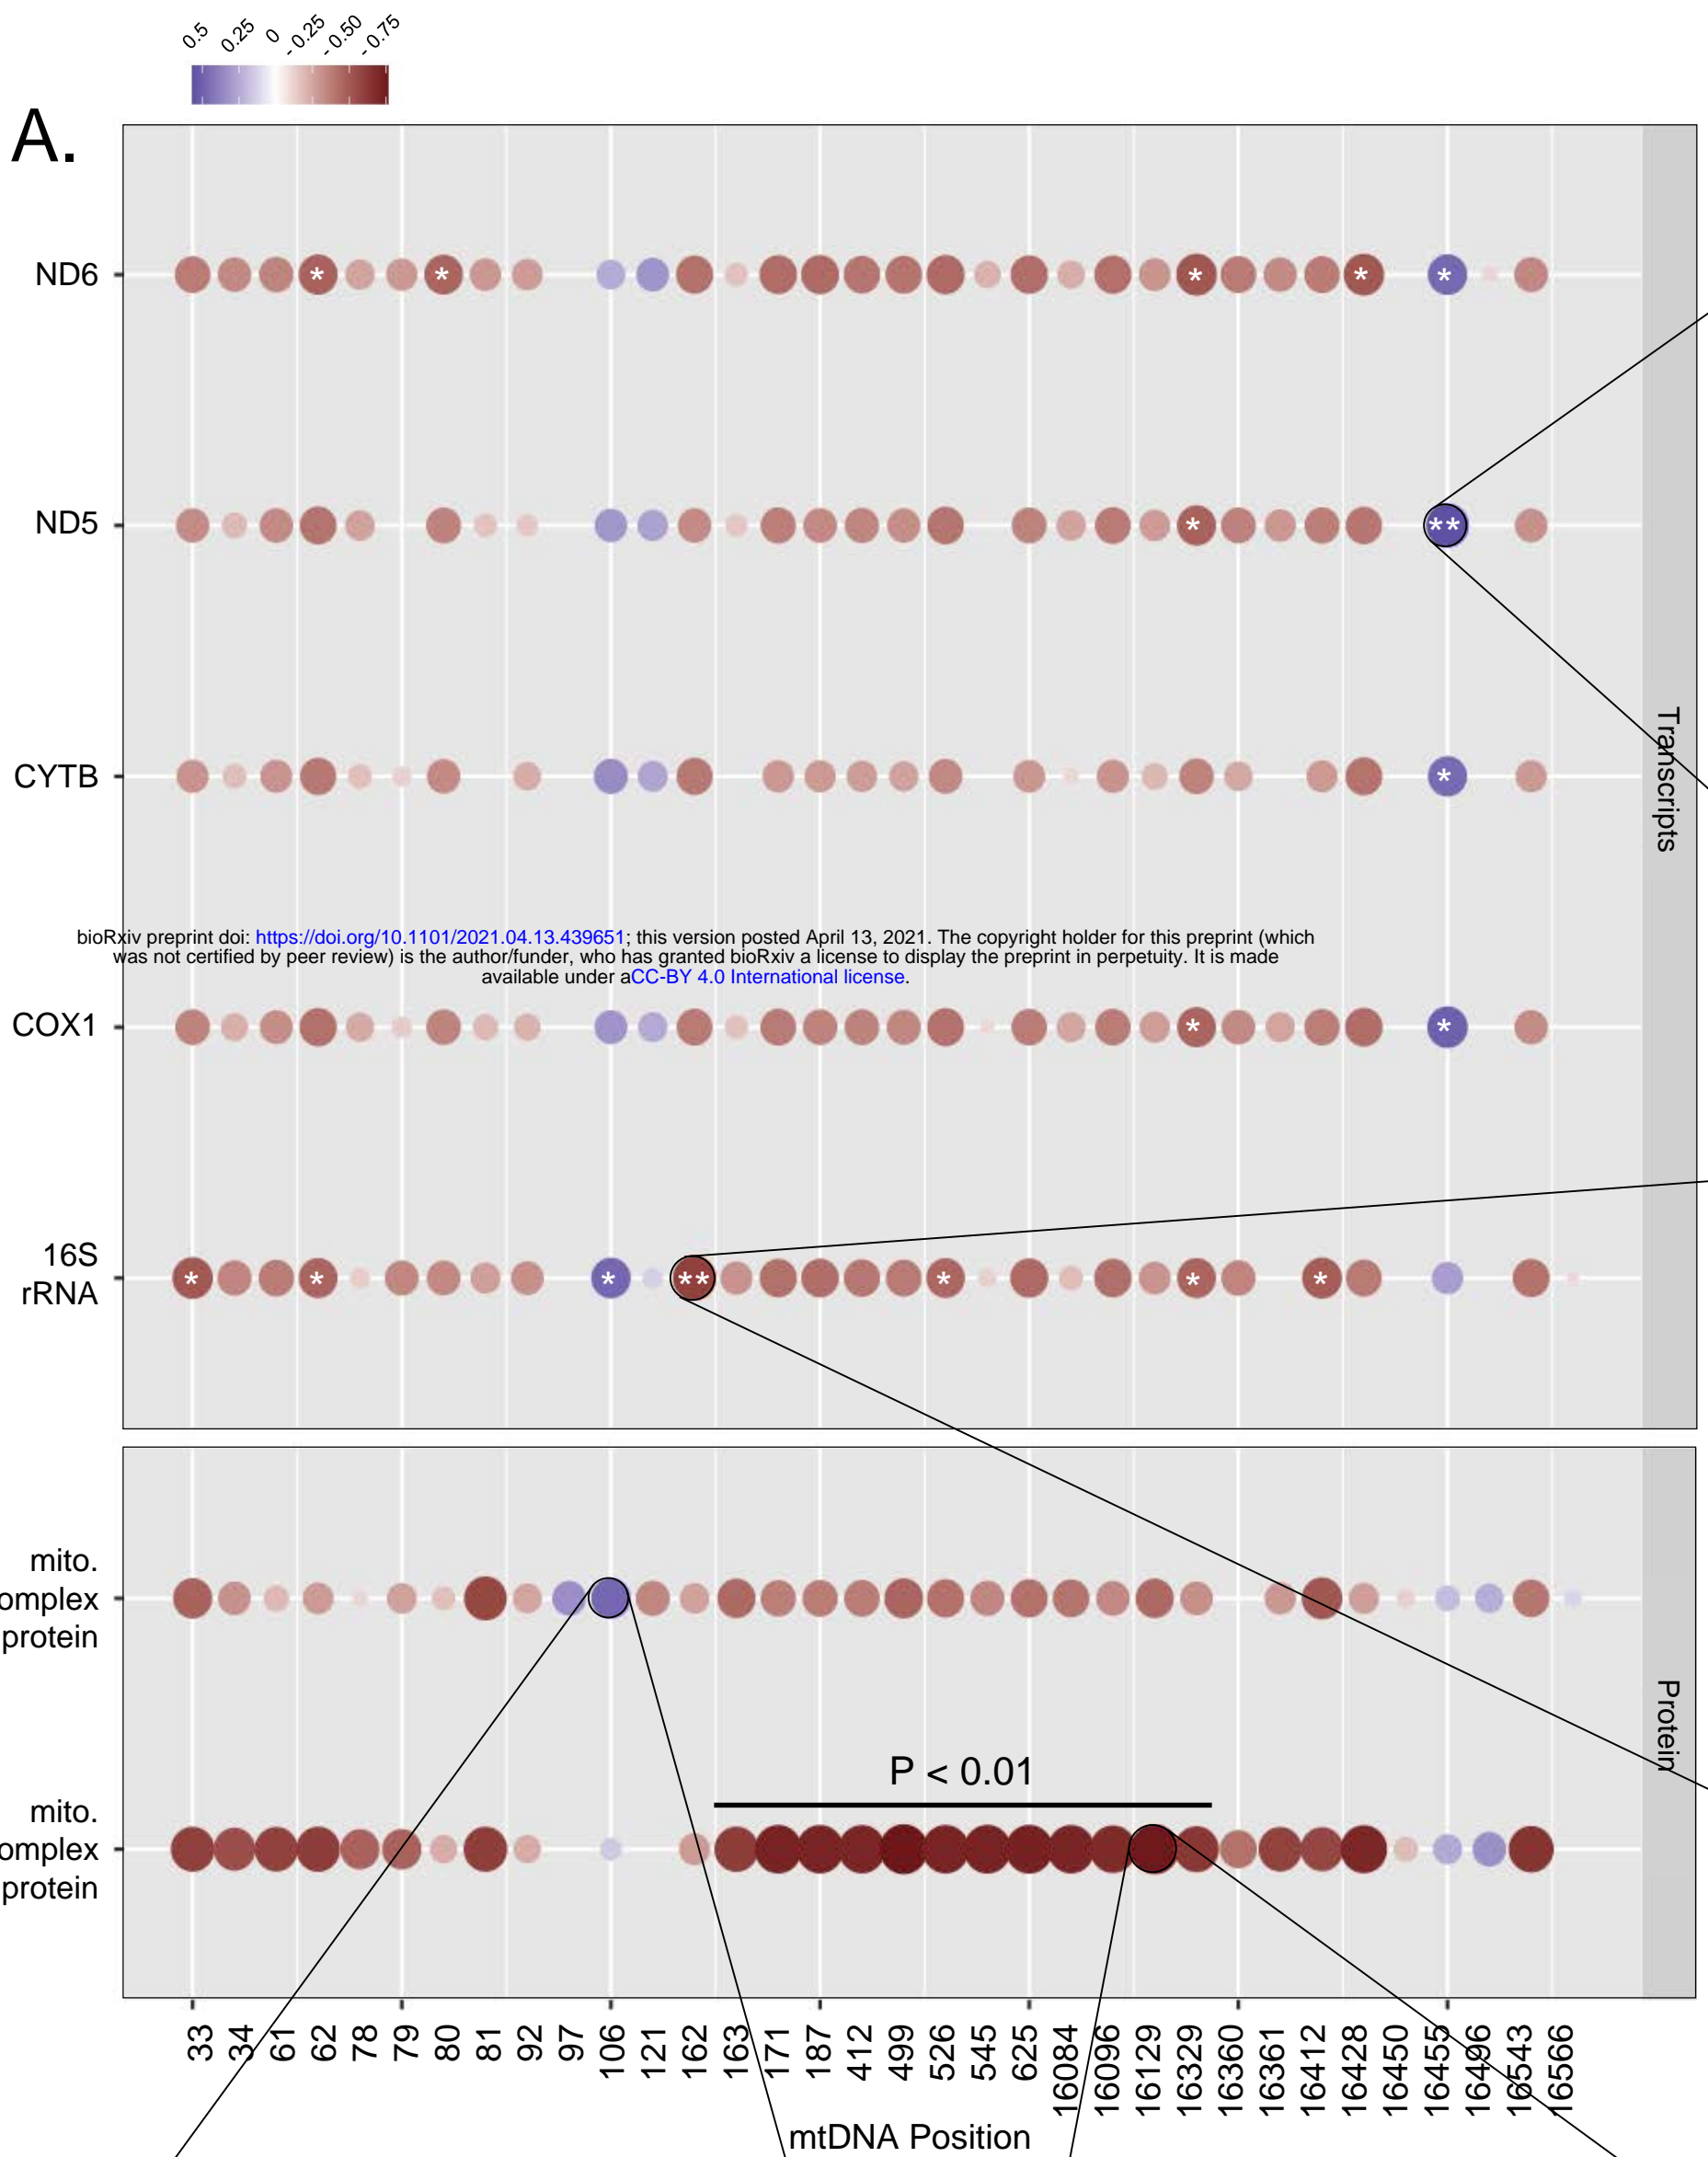 0.5 0.25 0 - 0.25 - 0.50 - 0.75
A.
ND6
* * * * *
ND5
* **
CYTB
*
Transcripts
bioRxiv preprint doi: https://doi.org/10.1101/2021.04.13.439651; this version posted April 13, 2021. The copyright holder for this preprint (which
was not certified by peer review) is the author/funder, who has granted bioRxiv a license to display the preprint in perpetuity. It is made
available under aCC-BY 4.0 International license.
COX1
* *
16S
rRNA
* * * ** * * *
mito.
omplex
protein
Protein
P < 0.01
mito.
omplex
protein
33 34 61 62 78 79 80 81 92 97 106 121 162 163 171 187 412 499 526 545 625 16084 16096 16129 16329 16360 16361 16412 16428 16450 16455 16496 16543 16566
mtDNA Position